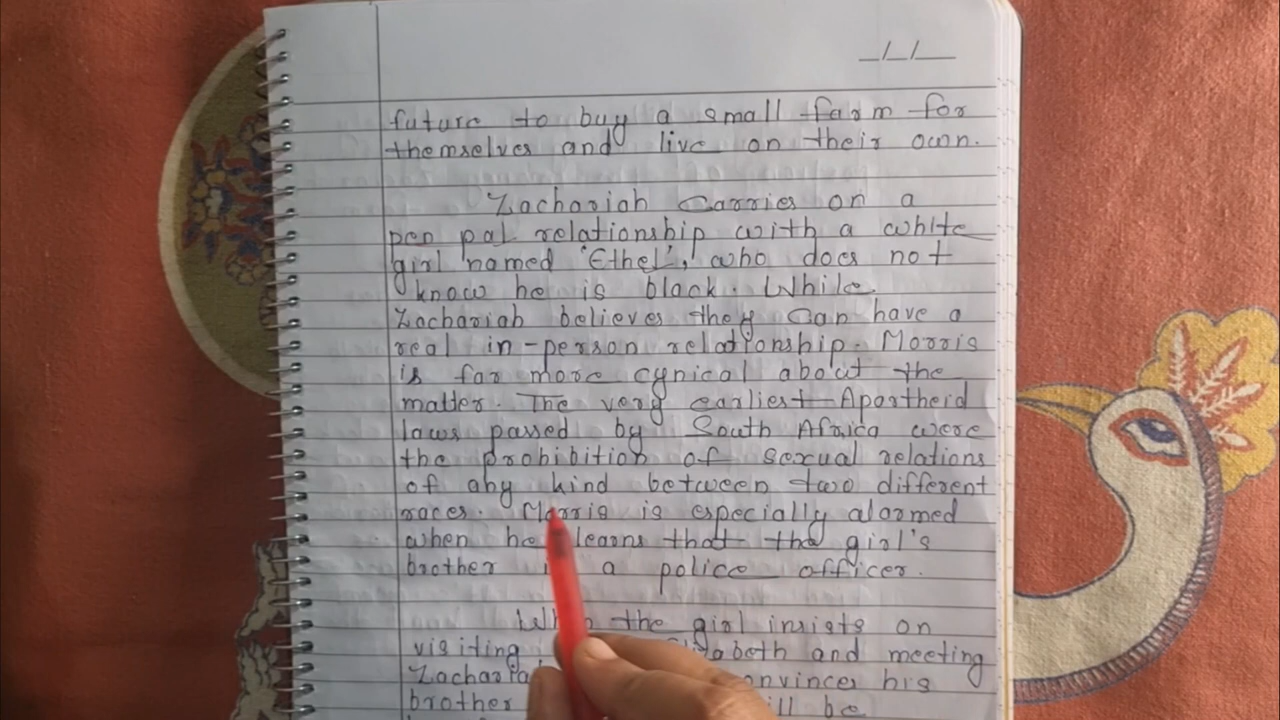 _/_/_
future to buy a small farm for
themselves and live on their own.
Zachariah Carries on a
pen pal relationship with a white
girl named 'Ethel', who does not
know he is black. While
Zachariah believes they can have a
real in-person relationship. Morris
is far more cynical about the
matter. The very earliest Apartheid
laws passed by South Africa were
the prohibition of sexual relations
of any kind between two different
races. Morris is especially alarmed
when he learns that the girl's
brother a police officer.
the girl insists on
visiting and meeting
his
brother be